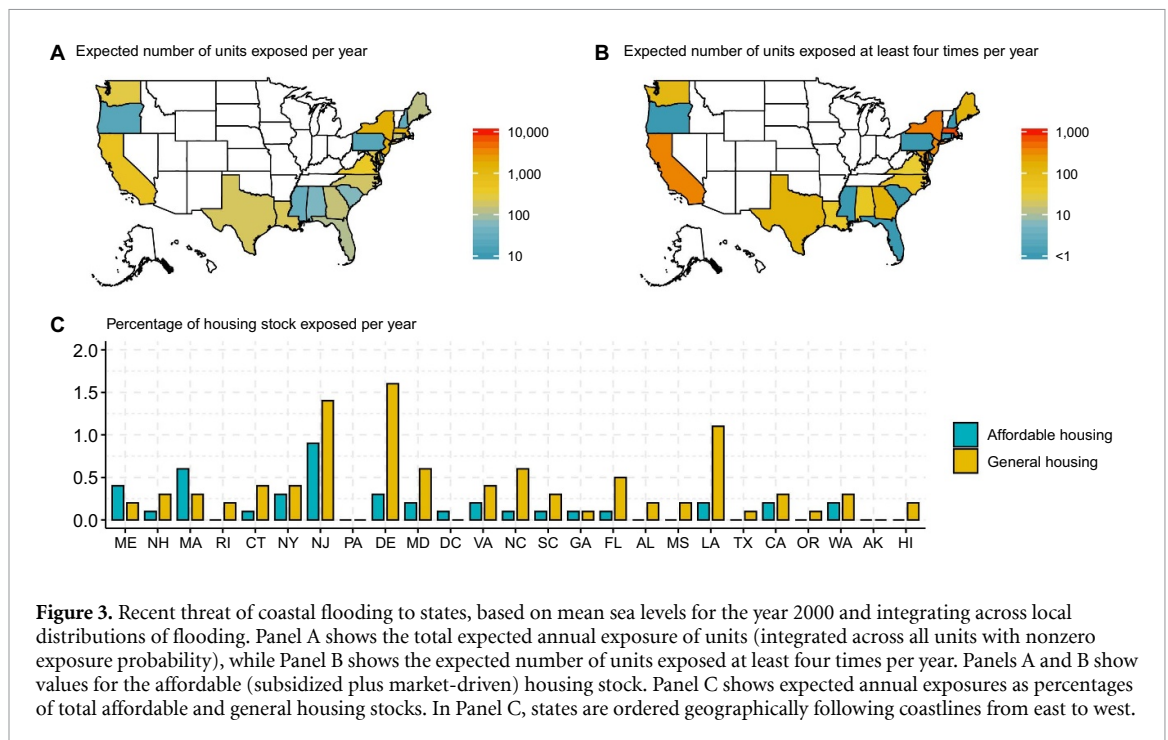 A Expected number of units exposed per year
B Expected number of units exposed at least four times per year
10,000
1,000
100
10
1,000
100
10
<1
C Percentage of housing stock exposed per year
2.0
1.5
1.0
0.5
0.0
Affordable housing
General housing
ME NH MA RI CT NY NJ PA DE MD DC VA NC SC GA FL AL MS LA TX CA OR WA AK HI
Figure 3. Recent threat of coastal flooding to states, based on mean sea levels for the year 2000 and integrating across local
distributions of flooding. Panel A shows the total expected annual exposure of units (integrated across all units with nonzero
exposure probability), while Panel B shows the expected number of units exposed at least four times per year. Panels A and B show
values for the affordable (subsidized plus market-driven) housing stock. Panel C shows expected annual exposures as percentages
of total affordable and general housing stocks. In Panel C, states are ordered geographically following coastlines from east to west.